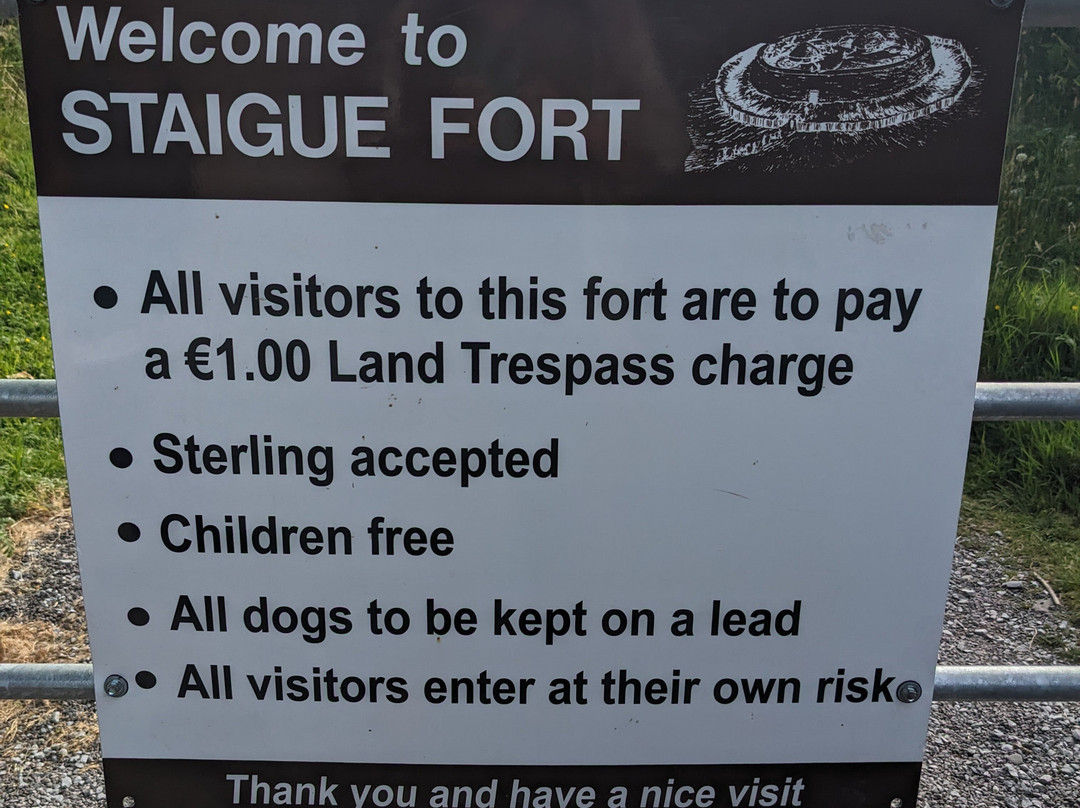 Welcome to
STAIGUE FORT
• All visitors to this fort are to pay
a €1.00 Land Trespass charge
• Sterling accepted
• Children free
• All dogs to be kept on a lead
• All visitors enter at their own risk.
Thank you and have a nice visit